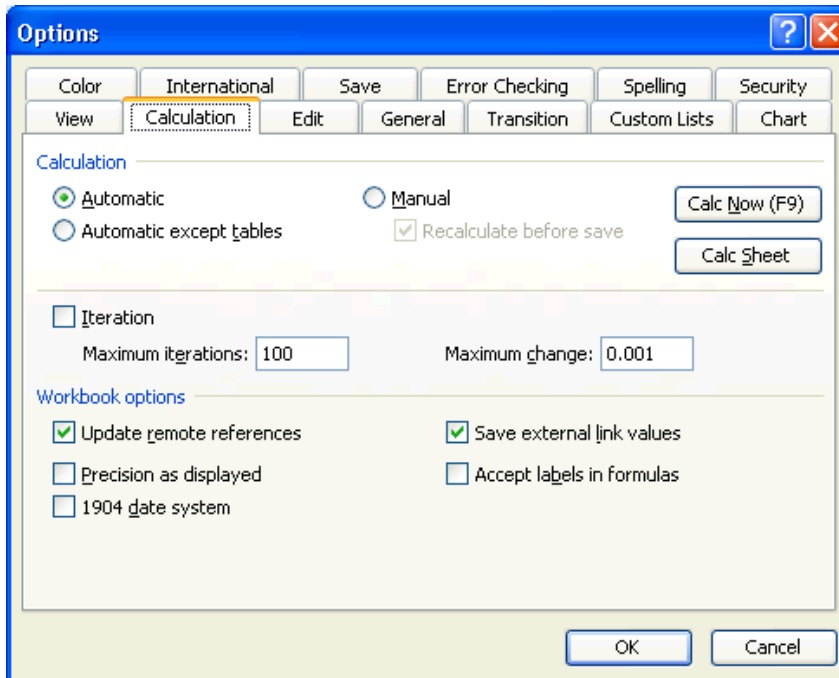 Options
Color International Save Error Checking Spelling Security
View Calculation Edit General Transition Custom Lists Chart
Calculation
Automatic Manual Calc Now (F9)
Automatic except tables Recalculate before save
Calc Sheet
Iteration
Maximum iterations: 100 Maximum change: 0.001
Workbook options
Update remote references Save external link values
Precision as displayed Accept labels in formulas
1904 date system
OK Cancel